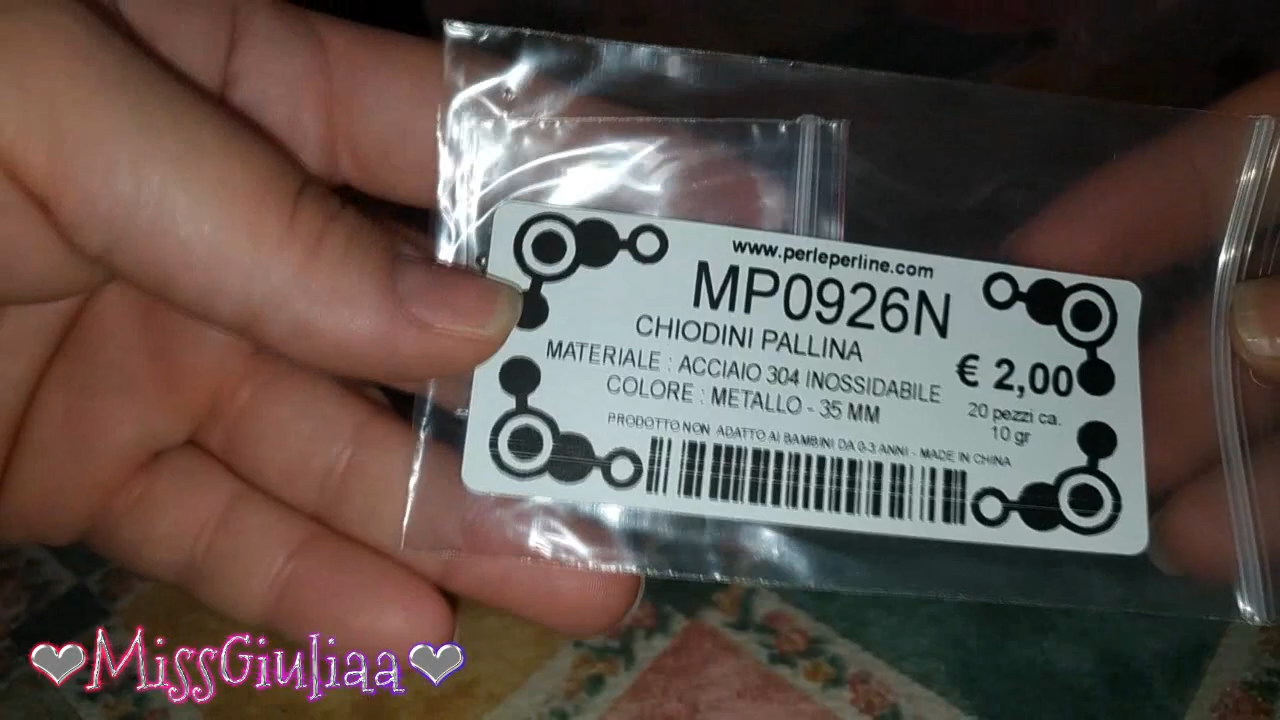 www.perleperline.com
MP0926N
CHIODINI PALLINA
MATERIALE : ACCIAIO 304 INOSSIDABILE
COLORE : METALLO - 35 MM
€ 2,00
20 pezzi ca.
10 gr
PRODOTTO NON ADATTO AI BAMBINI DA 0-3 ANNI - MADE IN CHINA
❤MissGiuliaa❤